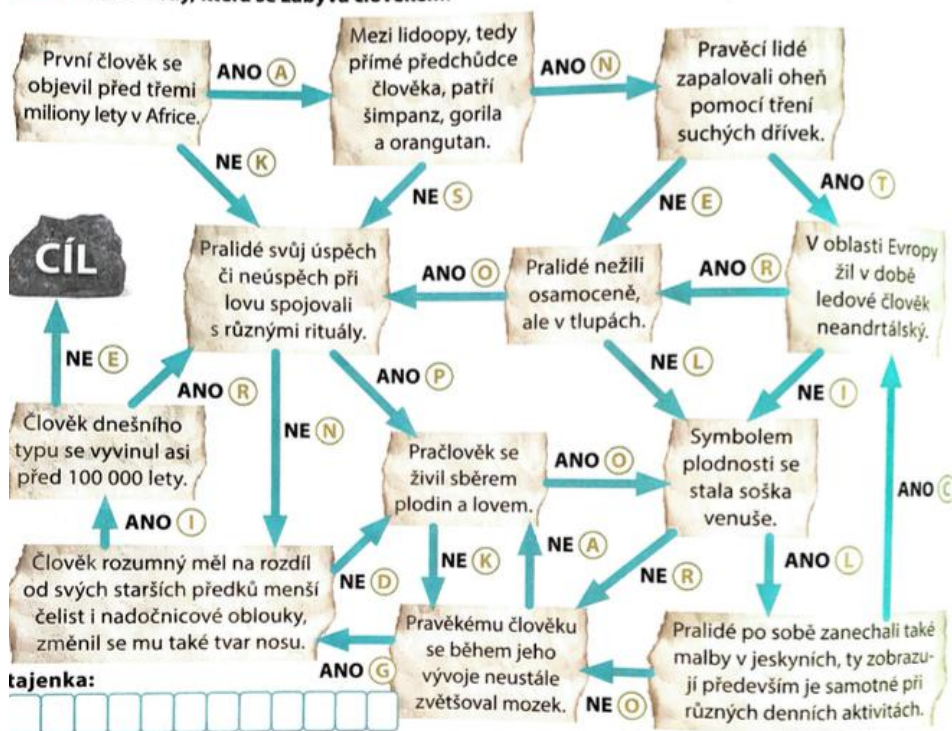 která se zabývá člověkem.
První člověk se
objevil před třemi
miliony lety v Africe.
ANO A
Mezi lidoopy, tedy
přímé předchůdce
člověka, patří
šimpanz, gorila
a orangutan.
ANO N
Pravěcí lidé
zapalovali oheň
pomocí tření
suchých dřívek.
NE K
NE S
NE E
ANO T
CÍL
Pralidé svůj úspěch
či neúspěch při
lovu spojovali
s různými rituály.
ANO O
Pralidé nežili
osamoceně,
ale v tlupách.
ANO R
V oblasti Evropy
žil v době
ledové člověk
neandrtálský.
NE E
ANO R
NE N
ANO P
NE L
NE I
Člověk dnešního
typu se vyvinul asi
před 100 000 lety.
Pračlověk se
živil sběrem
plodin a lovem.
ANO O
Symbolem
plodnosti se
stala soška
venuše.
ANO C
ANO I
NE D
NE K
NE A
NE R
ANO L
Člověk rozumný měl na rozdíl
od svých starších předků menší
čelist i nadočnicové oblouky,
změnil se mu také tvar nosu.
ANO G
Pravěkému člověku
se během jeho
vývoje neustále
zvětšoval mozek.
NE O
Pralidé po sobě zanechali také
malby v jeskyních, ty zobrazu-
jí především je samotné při
různých denních aktivitách.
tajenka: